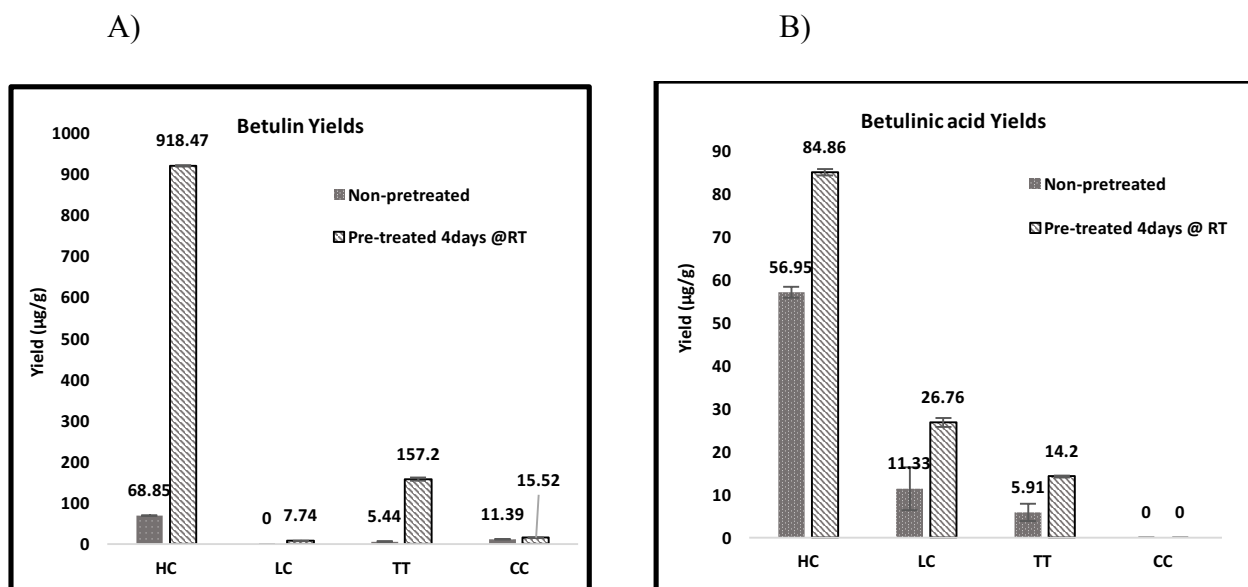 A)
Betulin Yields
Yield (µg/g)
1000
900
800
700
600
500
400
300
200
100
0
918.47
68.85
0
7.74
5.44
157.2
11.39
15.52
Non-pretreated
Pre-treated 4days @RT
HC
LC
TT
CC
B)
Betulinic acid Yields
Yield (µg/g)
90
80
70
60
50
40
30
20
10
0
56.95
84.86
11.33
26.76
5.91
14.2
0
0
Non-pretreated
Pre-treated 4days @ RT
HC
LC
TT
CC